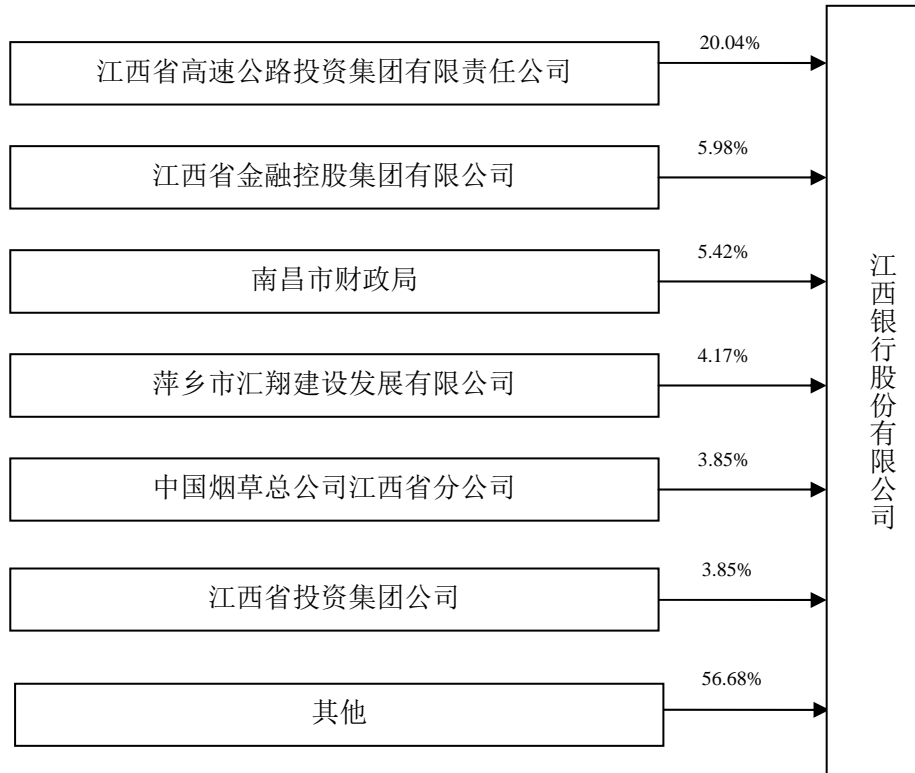 20.04%
江西省高速公路投资集团有限责任公司
5.98%
江西省金融控股集团有限公司
5.42%
南昌市财政局
4.17%
萍乡市汇翔建设发展有限公司
3.85%
中国烟草总公司江西省分公司
3.85%
江西省投资集团公司
56.68%
其他
江西银行股份有限公司